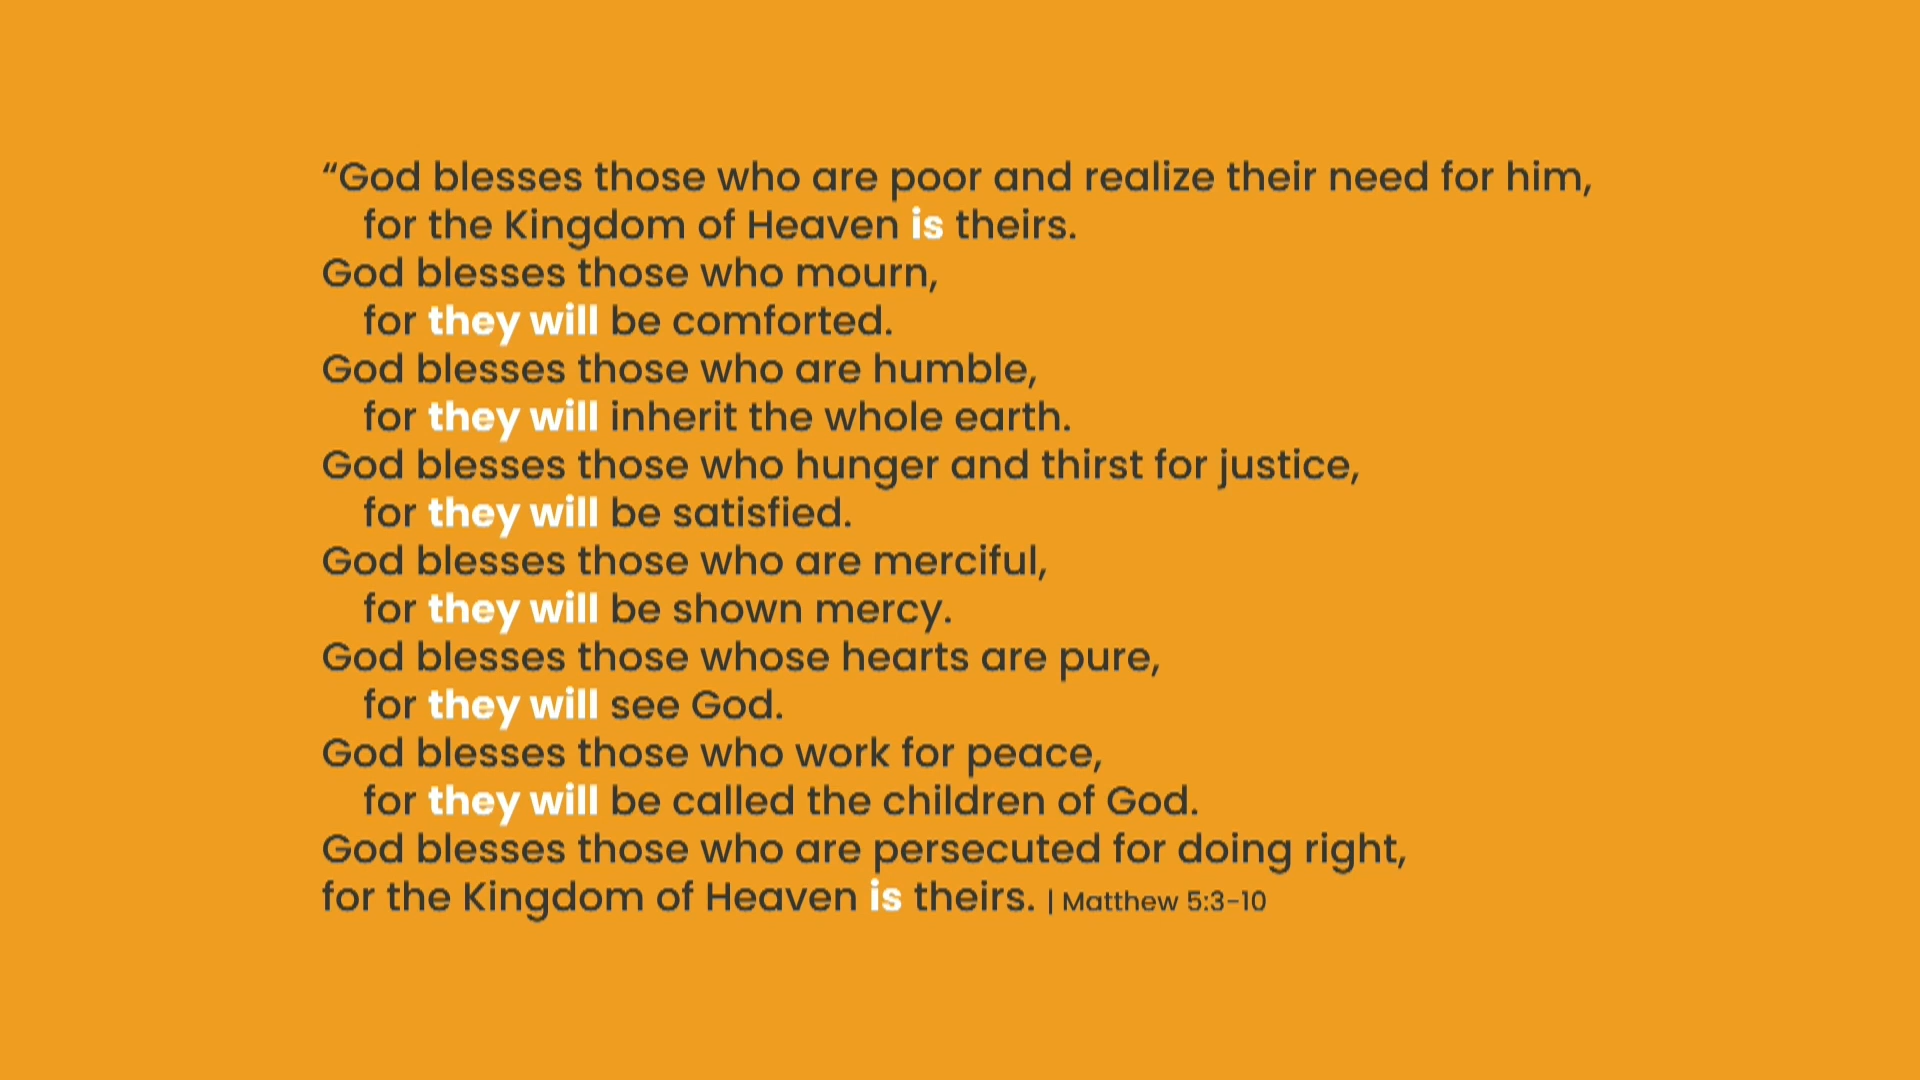 “God blesses those who are poor and realize their need for him,
for the Kingdom of Heaven is theirs.
God blesses those who mourn,
for they will be comforted.
God blesses those who are humble,
for they will inherit the whole earth.
God blesses those who hunger and thirst for justice,
for they will be satisfied.
God blesses those who are merciful,
for they will be shown mercy.
God blesses those whose hearts are pure,
for they will see God.
God blesses those who work for peace,
for they will be called the children of God.
God blesses those who are persecuted for doing right,
for the Kingdom of Heaven is theirs. | Matthew 5:3-10